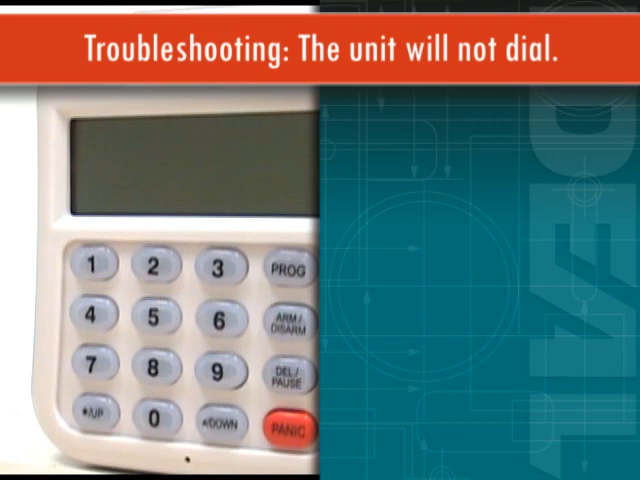 Troubleshooting: The unit will not dial.
1 2 3 PROG
4 5 6 ARM/
DISARM
7 8 9 DEL/
PAUSE
*/UP 0 #/DOWN PANIC